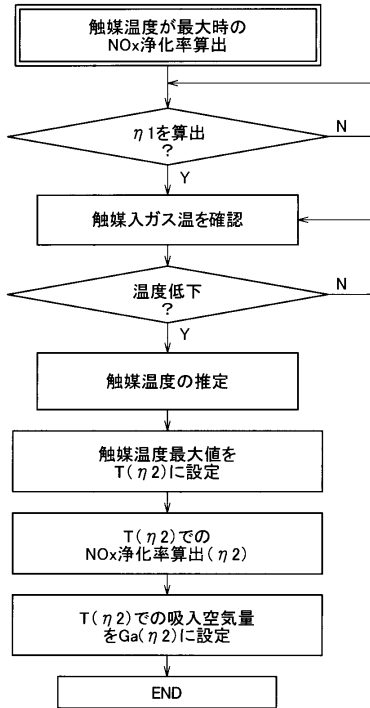 触媒温度が最大時の
NOx浄化率算出
η1を算出
?
N
Y
触媒入ガス温を確認
温度低下
?
N
Y
触媒温度の推定
触媒温度最大値を
T(η2)に設定
T(η2)での
NOx浄化率算出(η2)
T(η2)での吸入空気量
をGa(η2)に設定
END